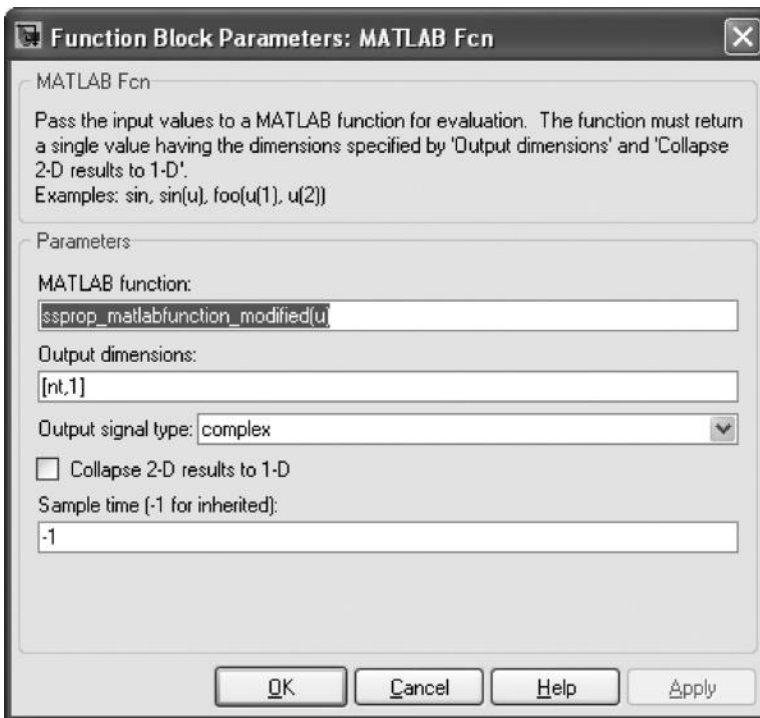 Function Block Parameters: MATLAB Fcn
MATLAB Fcn
Pass the input values to a MATLAB function for evaluation. The function must return
a single value having the dimensions specified by 'Output dimensions' and 'Collapse
2-D results to 1-D'.
Examples: sin, sin(u), foo(u(1), u(2))
Parameters
MATLAB function:
ssprop_matlabfunction_modified(u)
Output dimensions:
[nt,1]
Output signal type: complex
Collapse 2-D results to 1-D
Sample time (-1 for inherited):
-1
OK Cancel Help Apply